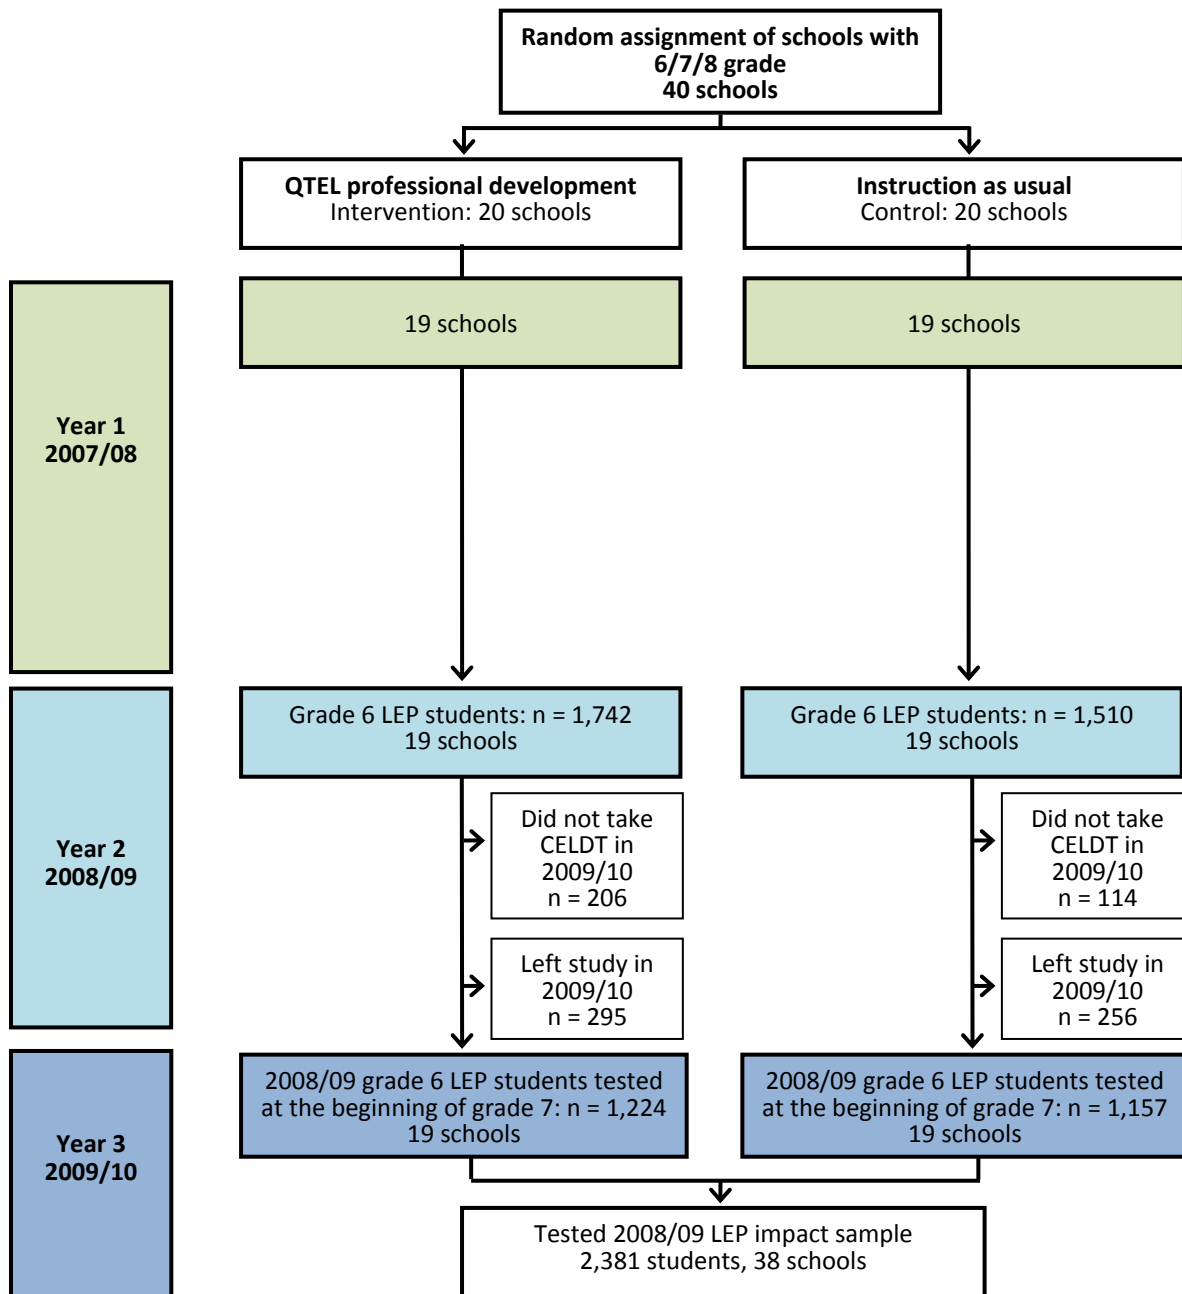 Random assignment of schools with
6/7/8 grade
40 schools
QTEL professional development
Intervention: 20 schools
Instruction as usual
Control: 20 schools
19 schools
19 schools
Year 1
2007/08
Grade 6 LEP students: n = 1,742
19 schools
Grade 6 LEP students: n = 1,510
19 schools
Year 2
2008/09
Did not take
CELDT in
2009/10
n = 206
Did not take
CELDT in
2009/10
n = 114
Left study in
2009/10
n = 295
Left study in
2009/10
n = 256
Year 3
2009/10
2008/09 grade 6 LEP students tested
at the beginning of grade 7: n = 1,224
19 schools
2008/09 grade 6 LEP students tested
at the beginning of grade 7: n = 1,157
19 schools
Tested 2008/09 LEP impact sample
2,381 students, 38 schools